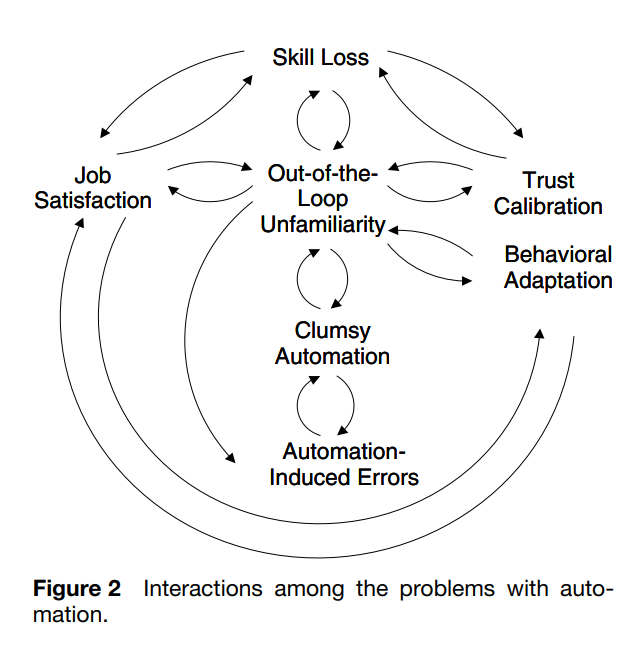 Skill Loss
Job
Satisfaction
Out-of-the-
Loop
Unfamiliarity
Trust
Calibration
Behavioral
Adaptation
Clumsy
Automation
Automation-
Induced Errors
Figure 2 Interactions among the problems with auto-
mation.